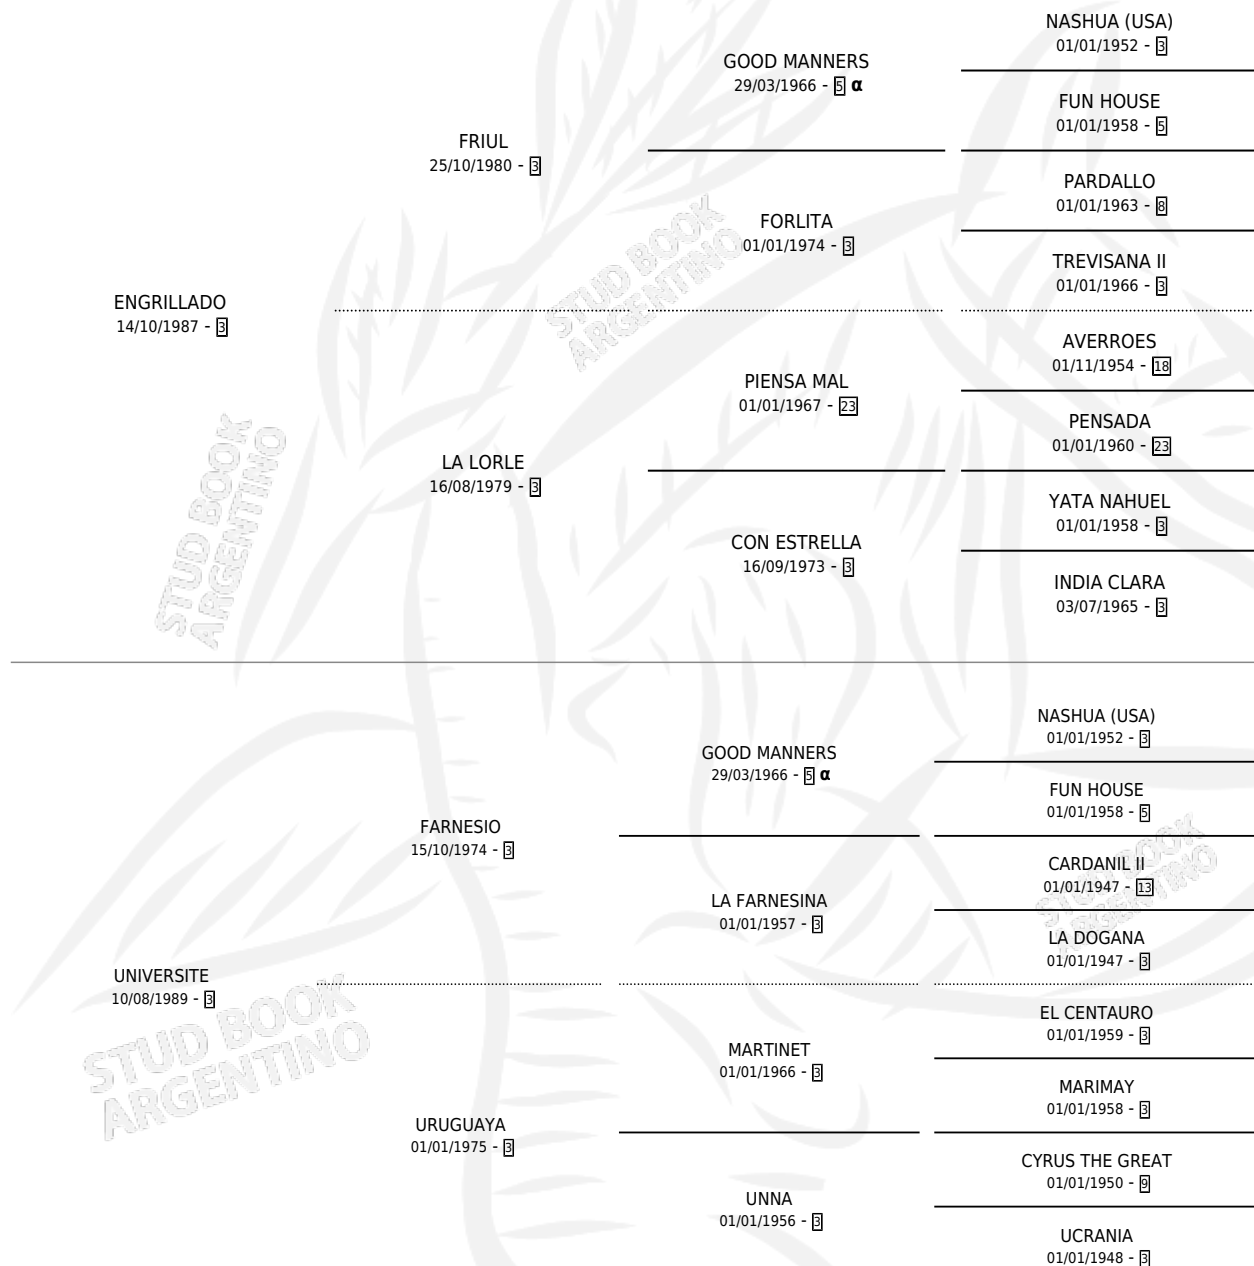 NASHUA (USA)
01/01/1952 - 3
GOOD MANNERS
29/03/1966 - 5 α
FUN HOUSE
01/01/1958 - 5
FRIUL
25/10/1980 - 3
PARDALLO
01/01/1963 - 8
FORLITA
01/01/1974 - 3
TREVISANA II
01/01/1966 - 3
STUD BOOK
ARGENTINO
ENGRILLADO
14/10/1987 - 3
AVERROES
01/11/1954 - 18
PIENSA MAL
01/01/1967 - 23
PENSADA
01/01/1960 - 23
LA LORLE
16/08/1979 - 3
YATA NAHUEL
01/01/1958 - 3
CON ESTRELLA
16/09/1973 - 3
INDIA CLARA
03/07/1965 - 3
STUD BOOK
ARGENTINO
NASHUA (USA)
01/01/1952 - 3
GOOD MANNERS
29/03/1966 - 5 α
FUN HOUSE
01/01/1958 - 5
FARNESIO
15/10/1974 - 3
CARDANIL II
01/01/1947 - 13
LA FARNESINA
01/01/1957 - 3
LA DOGANA
01/01/1947 - 3
STUD BOOK
ARGENTINO
UNIVERSITE
10/08/1989 - 3
EL CENTAURO
01/01/1959 - 3
MARTINET
01/01/1966 - 3
MARIMAY
01/01/1958 - 3
URUGUAYA
01/01/1975 - 3
CYRUS THE GREAT
01/01/1950 - 9
UNNA
01/01/1956 - 3
UCRANIA
01/01/1948 - 3
STUD BOOK
ARGENTINO